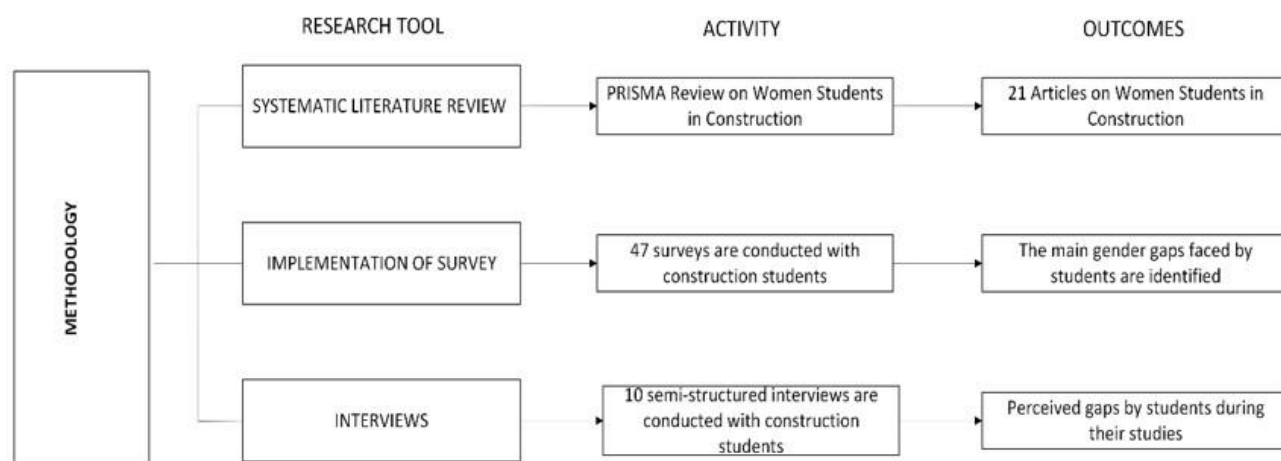 RESEARCH TOOL
ACTIVITY
OUTCOMES
METHODOLOGY
SYSTEMATIC LITERATURE REVIEW
PRISMA Review on Women Students
in Construction
21 Articles on Women Students in
Construction
IMPLEMENTATION OF SURVEY
47 surveys are conducted with
construction students
The main gender gaps faced by
students are identified
INTERVIEWS
10 semi-structured interviews are
conducted with construction
students
Perceived gaps by students during
their studies